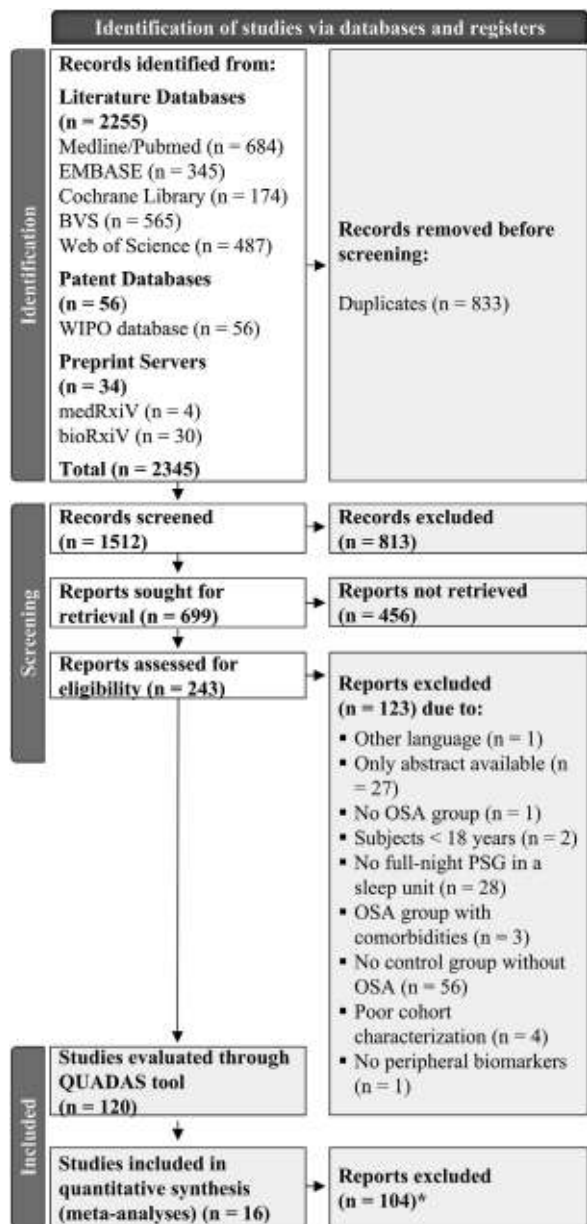 Identification of studies via databases and registers
Identification
Records identified from:
Literature Databases
(n = 2255)
Medline/Pubmed (n = 684)
EMBASE (n = 345)
Cochrane Library (n = 174)
BVS (n = 565)
Web of Science (n = 487)
Patent Databases
(n = 56)
WIPO database (n = 56)
Preprint Servers
(n = 34)
medRxiV (n = 4)
bioRxiV (n = 30)
Total (n = 2345)
Records removed before
screening:
Duplicates (n = 833)
Screening
Records screened
(n = 1512)
Records excluded
(n = 813)
Reports sought for
retrieval (n = 699)
Reports not retrieved
(n = 456)
Reports assessed for
eligibility (n = 243)
Reports excluded
(n = 123) due to:
▪ Other language (n = 1)
▪ Only abstract available (n
= 27)
▪ No OSA group (n = 1)
▪ Subjects < 18 years (n = 2)
▪ No full-night PSG in a
sleep unit (n = 28)
▪ OSA group with
comorbidities (n = 3)
▪ No control group without
OSA (n = 56)
▪ Poor cohort
characterization (n = 4)
▪ No peripheral biomarkers
(n = 1)
Included
Studies evaluated through
QUADAS tool
(n = 120)
Studies included in
quantitative synthesis
(meta-analyses) (n = 16)
Reports excluded
(n = 104)*